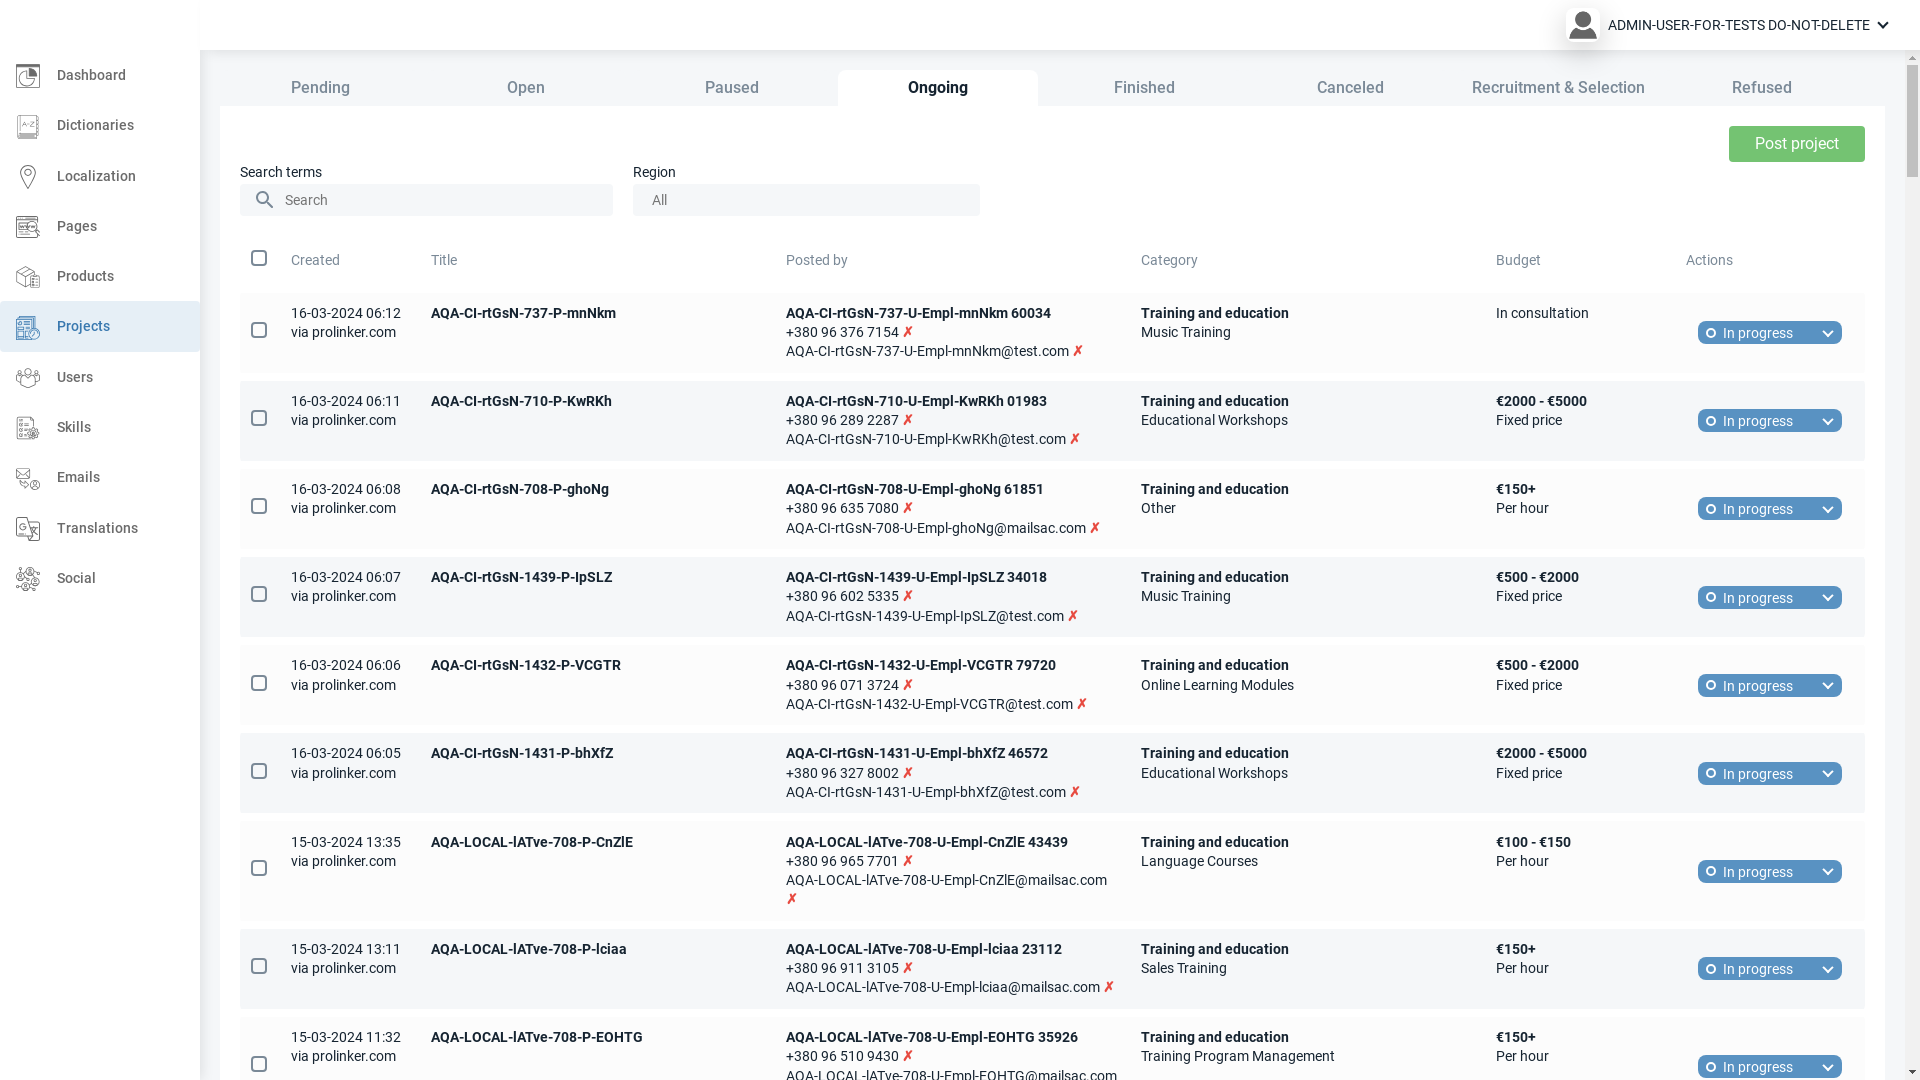 ADMIN-USER-FOR-TESTS DO-NOT-DELETE
Dashboard
Dictionaries
Localization
Pages
Products
Projects
Users
Skills
Emails
Translations
Social
Pending Open Paused Ongoing Finished Canceled Recruitment & Selection Refused
Post project
Search terms Region
Search All
Created Title Posted by Category Budget Actions
16-03-2024 06:12 AQA-CI-rtGsN-737-P-mnNkm AQA-CI-rtGsN-737-U-Empl-mnNkm 60034 Training and education In consultation
via prolinker.com +380 96 376 7154 ✗ Music Training In progress
AQA-CI-rtGsN-737-U-Empl-mnNkm@test.com ✗
16-03-2024 06:11 AQA-CI-rtGsN-710-P-KwRKh AQA-CI-rtGsN-710-U-Empl-KwRKh 01983 Training and education €2000 - €5000
via prolinker.com +380 96 289 2287 ✗ Educational Workshops Fixed price In progress
AQA-CI-rtGsN-710-U-Empl-KwRKh@test.com ✗
16-03-2024 06:08 AQA-CI-rtGsN-708-P-ghoNg AQA-CI-rtGsN-708-U-Empl-ghoNg 61851 Training and education €150+
via prolinker.com +380 96 635 7080 ✗ Other Per hour In progress
AQA-CI-rtGsN-708-U-Empl-ghoNg@mailsac.com ✗
16-03-2024 06:07 AQA-CI-rtGsN-1439-P-IpSLZ AQA-CI-rtGsN-1439-U-Empl-IpSLZ 34018 Training and education €500 - €2000
via prolinker.com +380 96 602 5335 ✗ Music Training Fixed price In progress
AQA-CI-rtGsN-1439-U-Empl-IpSLZ@test.com ✗
16-03-2024 06:06 AQA-CI-rtGsN-1432-P-VCGTR AQA-CI-rtGsN-1432-U-Empl-VCGTR 79720 Training and education €500 - €2000
via prolinker.com +380 96 071 3724 ✗ Online Learning Modules Fixed price In progress
AQA-CI-rtGsN-1432-U-Empl-VCGTR@test.com ✗
16-03-2024 06:05 AQA-CI-rtGsN-1431-P-bhXfZ AQA-CI-rtGsN-1431-U-Empl-bhXfZ 46572 Training and education €2000 - €5000
via prolinker.com +380 96 327 8002 ✗ Educational Workshops Fixed price In progress
AQA-CI-rtGsN-1431-U-Empl-bhXfZ@test.com ✗
15-03-2024 13:35 AQA-LOCAL-lATve-708-P-CnZlE AQA-LOCAL-lATve-708-U-Empl-CnZlE 43439 Training and education €100 - €150
via prolinker.com +380 96 965 7701 ✗ Language Courses Per hour In progress
AQA-LOCAL-lATve-708-U-Empl-CnZlE@mailsac.com
✗
15-03-2024 13:11 AQA-LOCAL-lATve-708-P-lciaa AQA-LOCAL-lATve-708-U-Empl-lciaa 23112 Training and education €150+
via prolinker.com +380 96 911 3105 ✗ Sales Training Per hour In progress
AQA-LOCAL-lATve-708-U-Empl-lciaa@mailsac.com ✗
15-03-2024 11:32 AQA-LOCAL-lATve-708-P-EOHTG AQA-LOCAL-lATve-708-U-Empl-EOHTG 35926 Training and education €150+
via prolinker.com +380 96 510 9430 ✗ Training Program Management Per hour In progress
AQA-LOCAL-lATve-708-U-Empl-EOHTG@mailsac.com